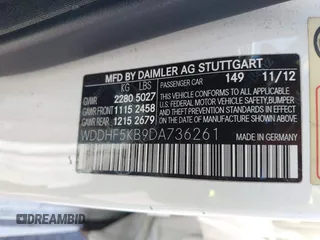 MFD BY DAIMLER AG STUTTGART
KG LBS PASSENGER CAR 149 11/12
GAWR 2280 5027
GAWR FRONT 1115 2458
GAWR REAR 1215 2679
THIS VEHICLE CONFORMS TO ALL APPLICABLE
FEDERAL MOTOR VEHICLE SAFETY,
BUMPER, AND THEFT PREVENTION STANDARDS
IN EFFECT ON THE DATE OF
MANUFACTURE SHOWN ABOVE.
WDDHF5KB9DA736261
MADE IN GERMANY
DREAMBID